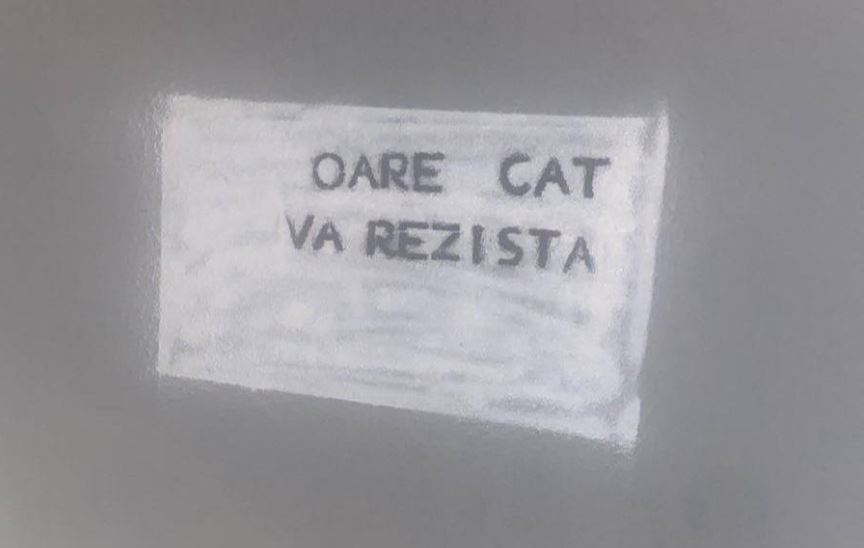 OARE CAT
VA REZISTA